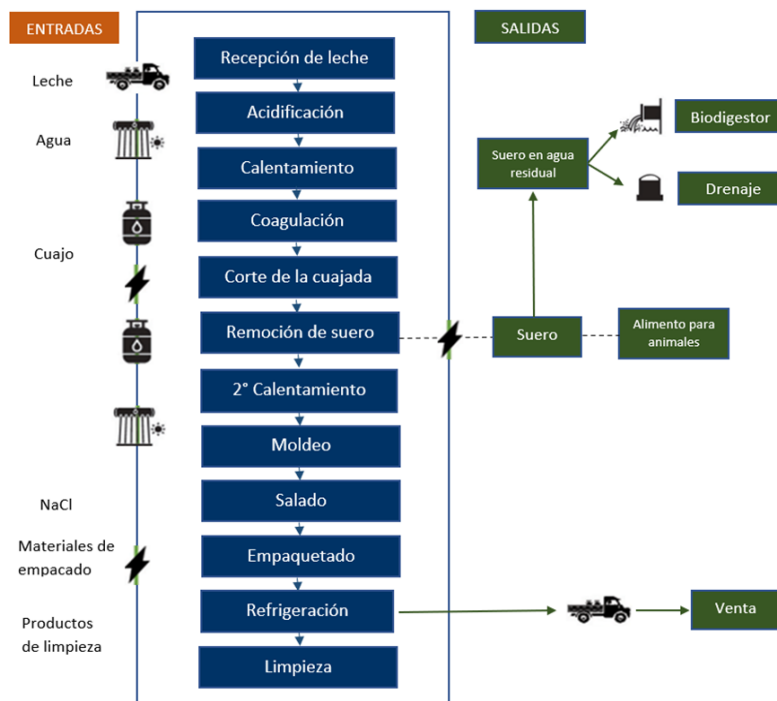 ENTRADAS
Leche
Agua
Cuajo
NaCl
Materiales de
empacado
Productos
de limpieza
Recepción de leche
Acidificación
Calentamiento
Coagulación
Corte de la cuajada
Remoción de suero
2° Calentamiento
Moldeo
Salado
Empaquetado
Refrigeración
Limpieza
SALIDAS
Biodigestor
Suero en agua
residual
Drenaje
Suero
Alimento para
animales
Venta